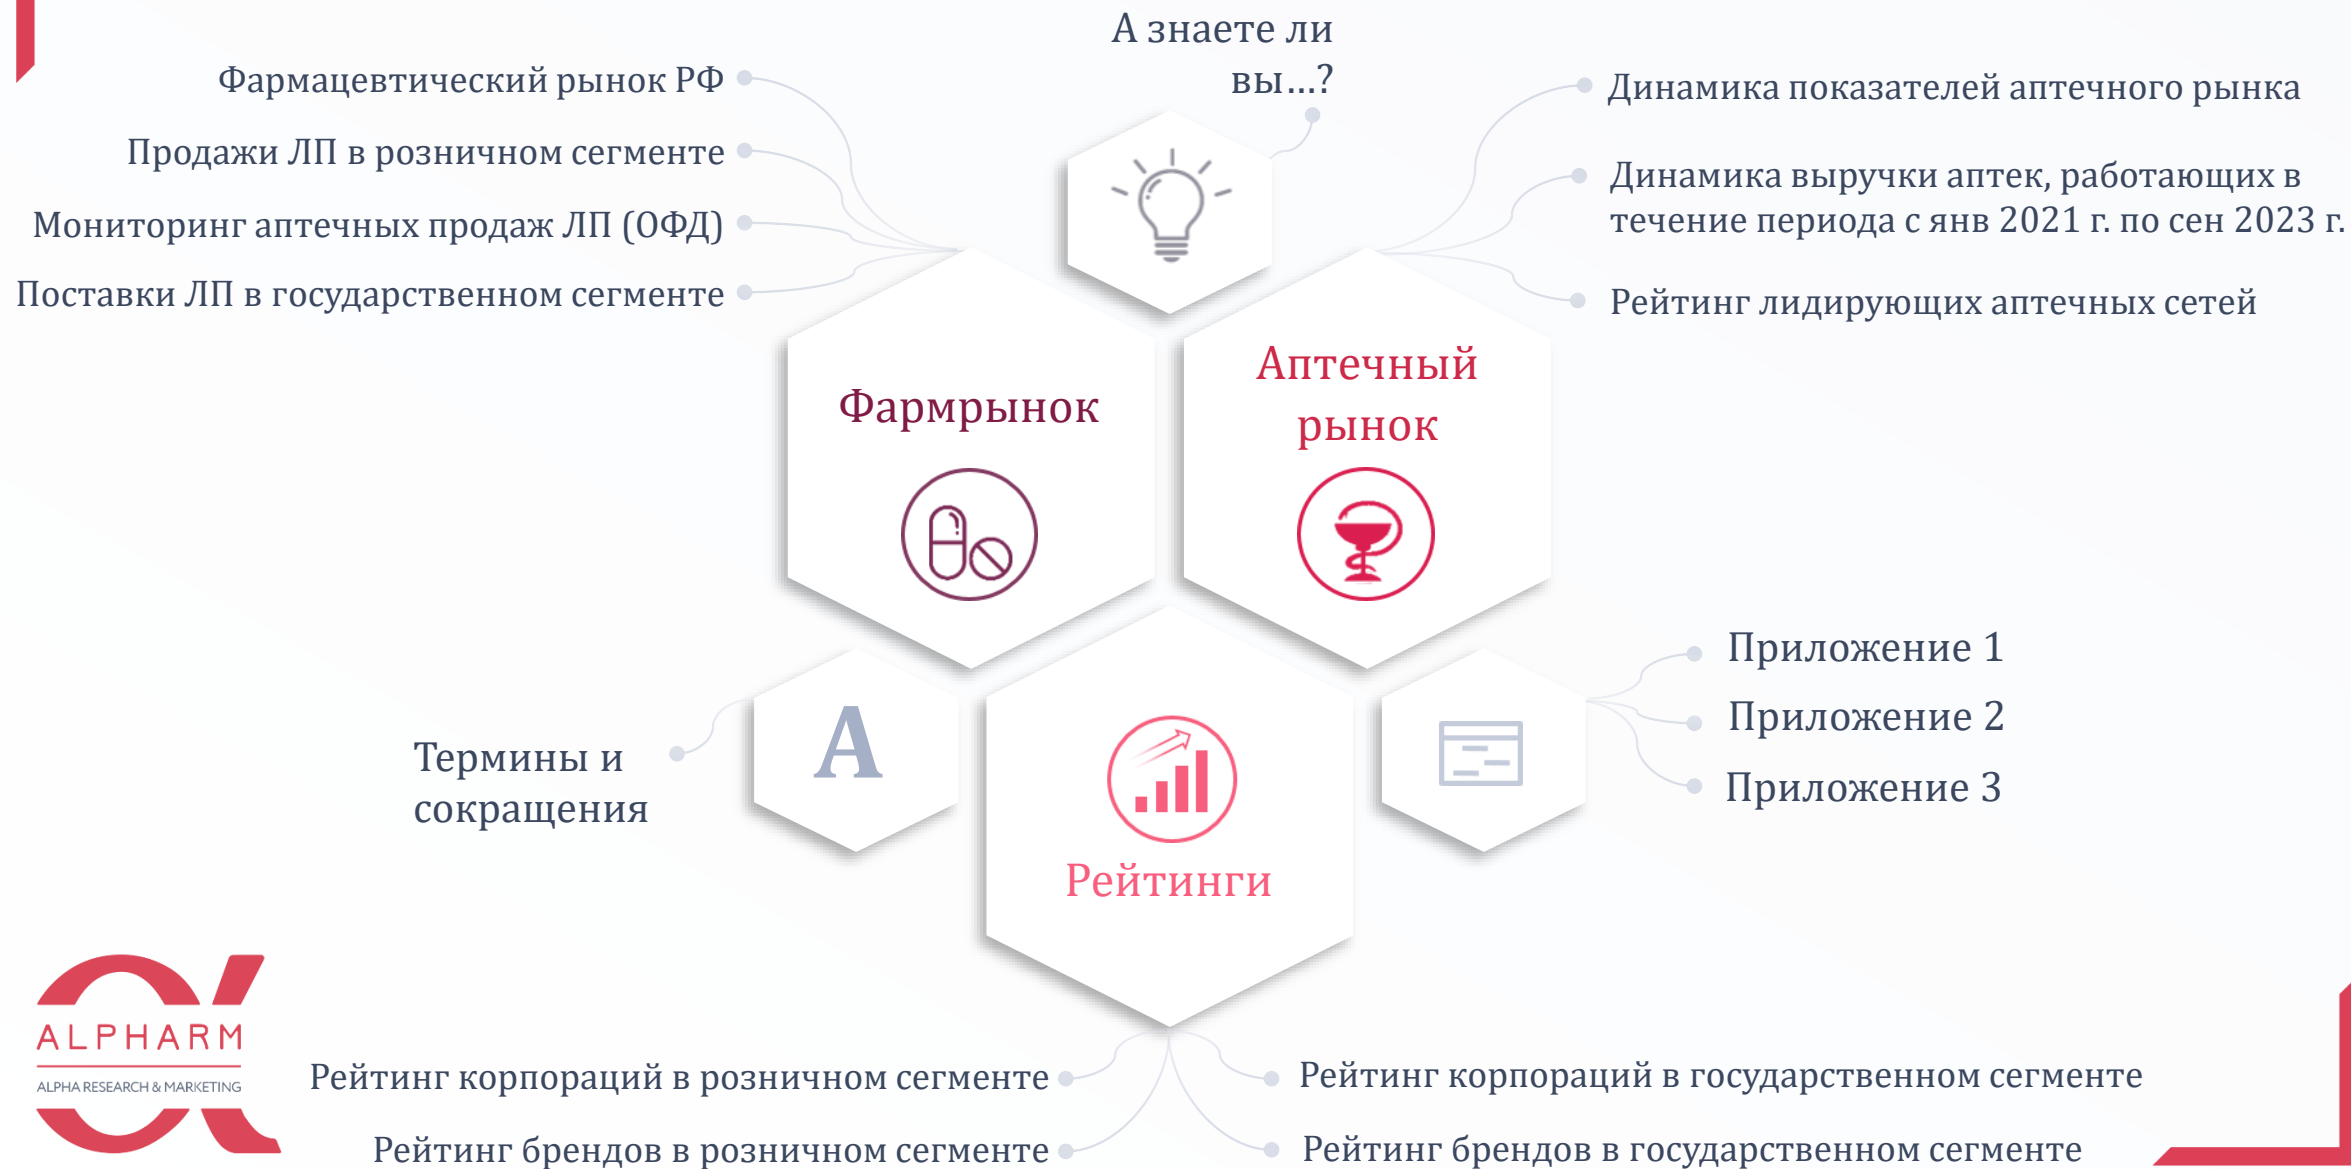 А знаете ли
вы...?
Фармацевтический рынок РФ
Продажи ЛП в розничном сегменте
Мониторинг аптечных продаж ЛП (ОФД)
Поставки ЛП в государственном сегменте
Динамика показателей аптечного рынка
Динамика выручки аптек, работающих в
течение периода с янв 2021 г. по сен 2023 г.
Рейтинг лидирующих аптечных сетей
Фармрынок
Аптечный
рынок
Термины и
сокращения
A
Рейтинги
Приложение 1
Приложение 2
Приложение 3
ALPHARM
ALPHA RESEARCH & MARKETING
Рейтинг корпораций в розничном сегменте
Рейтинг брендов в розничном сегменте
Рейтинг корпораций в государственном сегменте
Рейтинг брендов в государственном сегменте